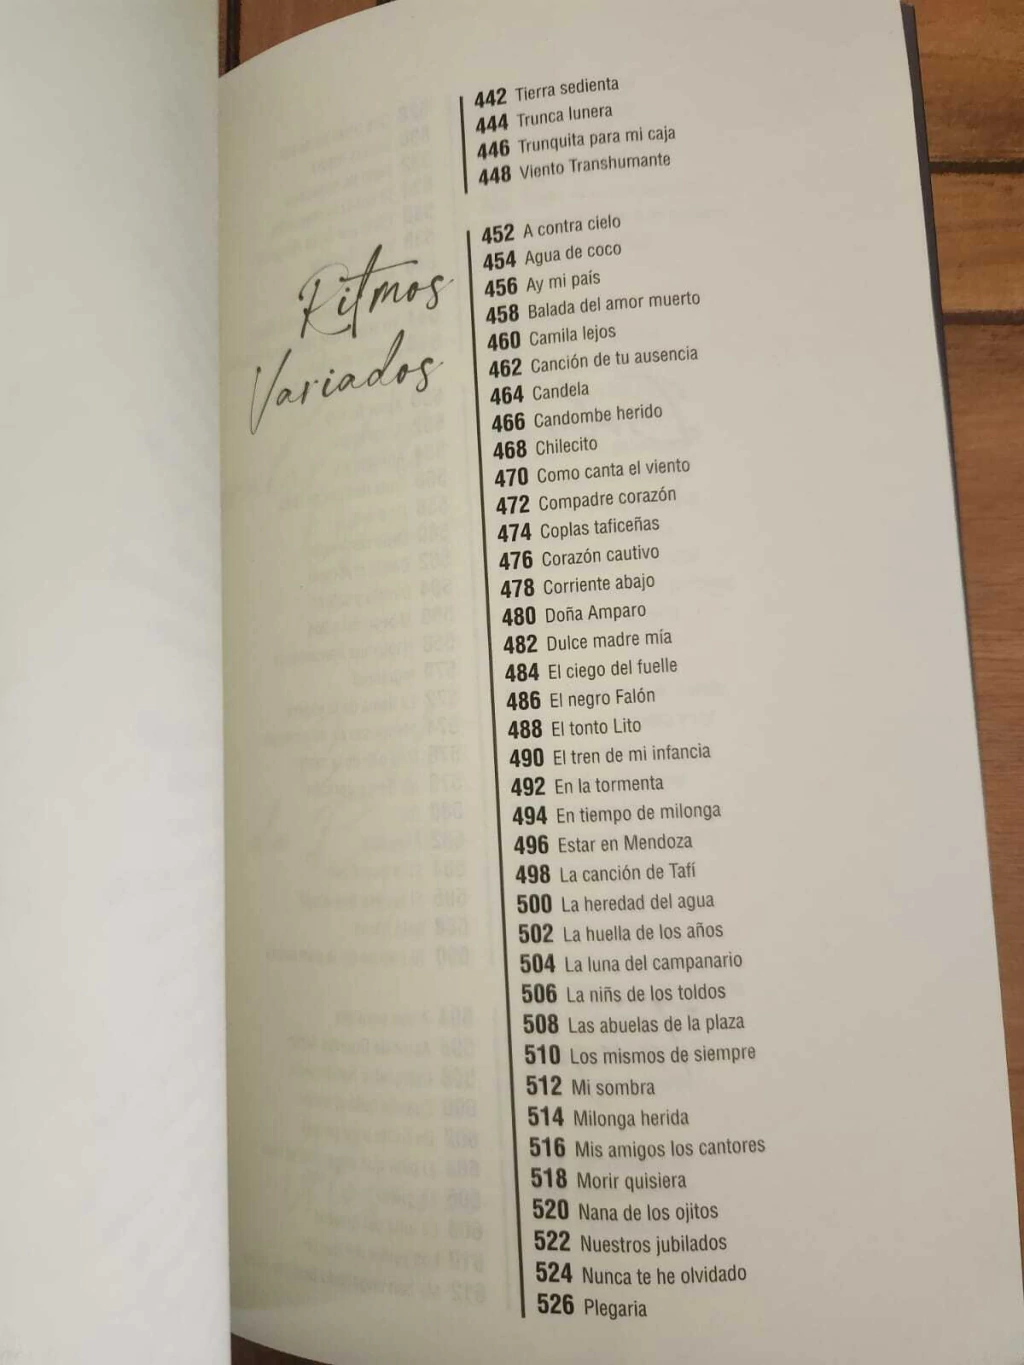 442 Tierra sedienta
444 Trunca lunera
446 Trunquita para mi caja
448 Viento Transhumante
Ritmos
Variados
452 A contra cielo
454 Agua de coco
456 Ay mi país
458 Balada del amor muerto
460 Camila lejos
462 Canción de tu ausencia
464 Candela
466 Candombe herido
468 Chilecito
470 Como canta el viento
472 Compadre corazón
474 Coplas taficeñas
476 Corazón cautivo
478 Corriente abajo
480 Doña Amparo
482 Dulce madre mía
484 El ciego del fuelle
486 El negro Falón
488 El tonto Lito
490 El tren de mi infancia
492 En la tormenta
494 En tiempo de milonga
496 Estar en Mendoza
498 La canción de Tafí
500 La heredad del agua
502 La huella de los años
504 La luna del campanario
506 La niñs de los toldos
508 Las abuelas de la plaza
510 Los mismos de siempre
512 Mi sombra
514 Milonga herida
516 Mis amigos los cantores
518 Morir quisiera
520 Nana de los ojitos
522 Nuestros jubilados
524 Nunca te he olvidado
526 Plegaria